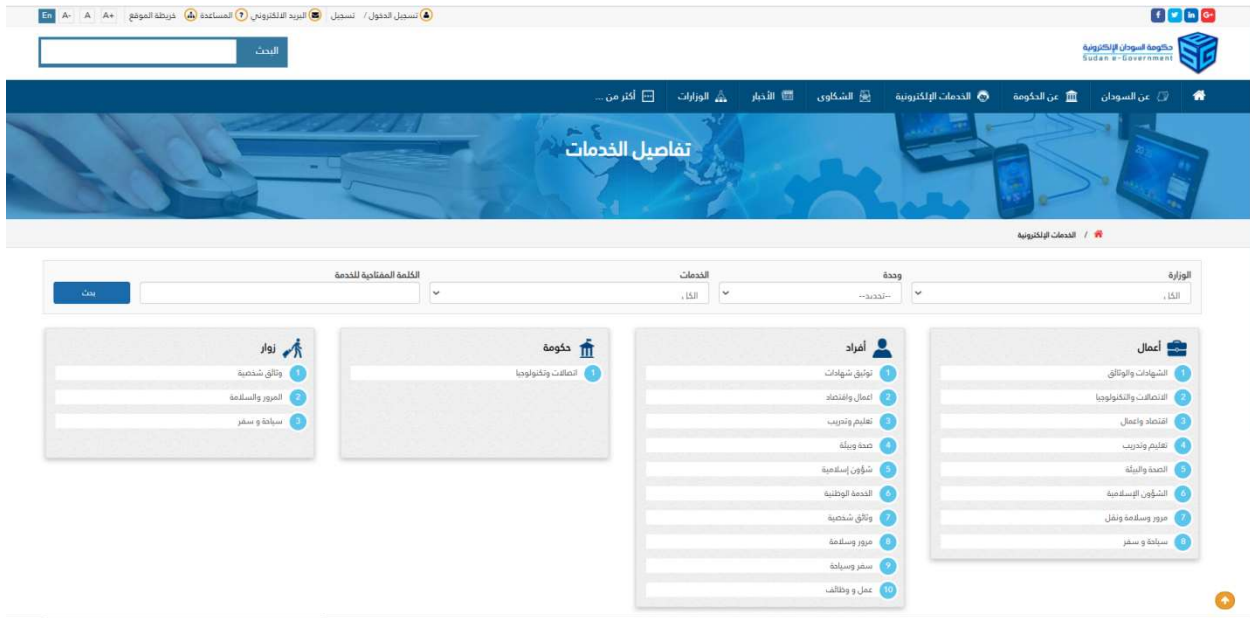 تسجيل الدخول / تسجيل البريد الالكتروني المساعدة خريطة الموقع A+ A A- En
حكومة السودان الإلكترونية
Sudan e-Government
البحث
عن السودان عن الحكومة الخدمات الإلكترونية الشكاوى الأخبار الوزارات أكثر من ...
تفاصيل الخدمات
/ الخدمات الإلكترونية
الوزارة وحدة الخدمات الكلمة المفتاحية للخدمة
الكل --تحديد-- الكل بحث
أعمال
1 الشهادات والوثائق
2 الاتصالات والتكنولوجيا
3 اقتصاد واعمال
4 تعليم وتدريب
5 الصحة والبيئة
6 الشؤون الإسلامية
7 مرور وسلامة ونقل
8 سياحة و سفر
أفراد
1 توثيق شهادات
2 اعمال واقتصاد
3 تعليم وتدريب
4 صحة وبيئة
5 شؤون إسلامية
6 الخدمة الوطنية
7 وثائق شخصية
8 مرور وسلامة
9 سفر وسياحة
10 عمل و وظائف
حكومة
1 اتصالات وتكنولوجيا
زوار
1 وثائق شخصية
2 المرور والسلامة
3 سياحة و سفر